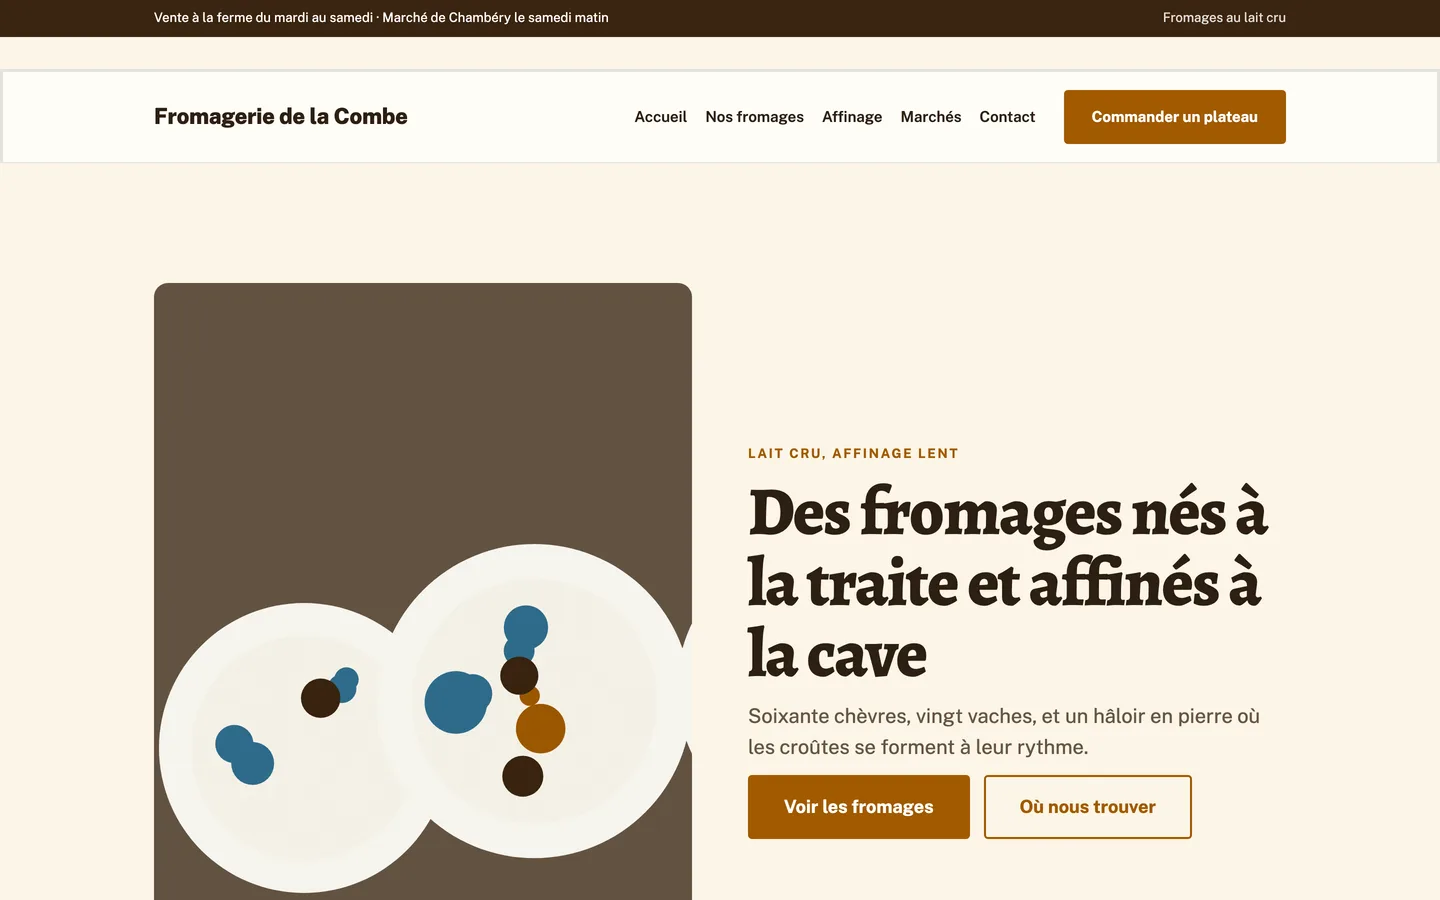 Vente à la ferme du mardi au samedi · Marché de Chambéry le samedi matin
Fromages au lait cru
Fromagerie de la Combe
Accueil
Nos fromages
Affinage
Marchés
Contact
Commander un plateau
LAIT CRU, AFFINAGE LENT
Des fromages nés à
la traite et affinés à
la cave
Soixante chèvres, vingt vaches, et un hâloir en pierre où
les croûtes se forment à leur rythme.
Voir les fromages
Où nous trouver